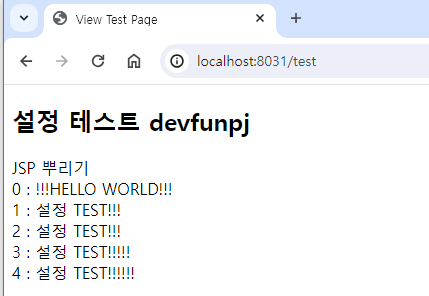 View Test Page
localhost:8031/test
설정 테스트 devfunpj
JSP 뿌리기
0 : !!!HELLO WORLD!!!
1 : 설정 TEST!!!
2 : 설정 TEST!!!
3 : 설정 TEST!!!!!
4 : 설정 TEST!!!!!!